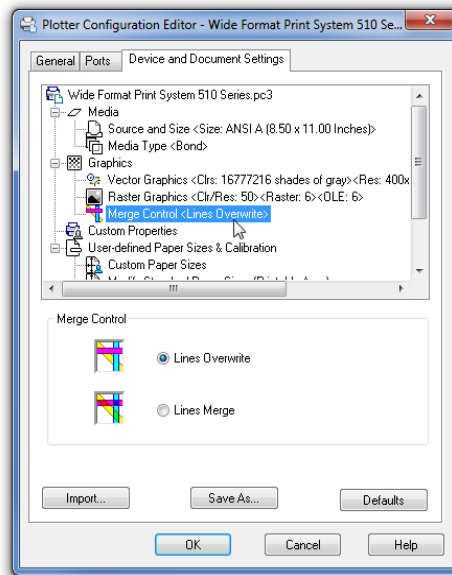 Plotter Configuration Editor - Wide Format Print System 510 Se...
General Ports Device and Document Settings
Wide Format Print System 510 Series.pc3
Media
Source and Size <Size: ANSI A (8.50 x 11.00 Inches)>
Media Type <Bond>
Graphics
Vector Graphics <Clrs: 16777216 shades of gray><Res: 400x
Raster Graphics <Clr/Res: 50><Raster: 6><OLE: 6>
Merge Control <Lines Overwrite>
Custom Properties
User-defined Paper Sizes & Calibration
Custom Paper Sizes
Merge Control
Lines Overwrite
Lines Merge
Import... Save As... Defaults
OK Cancel Help